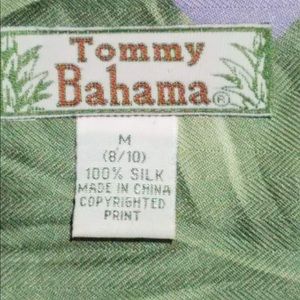 Tommy
Bahama®
M
(8/10)
100% SILK
MADE IN CHINA
COPYRIGHTED
PRINT